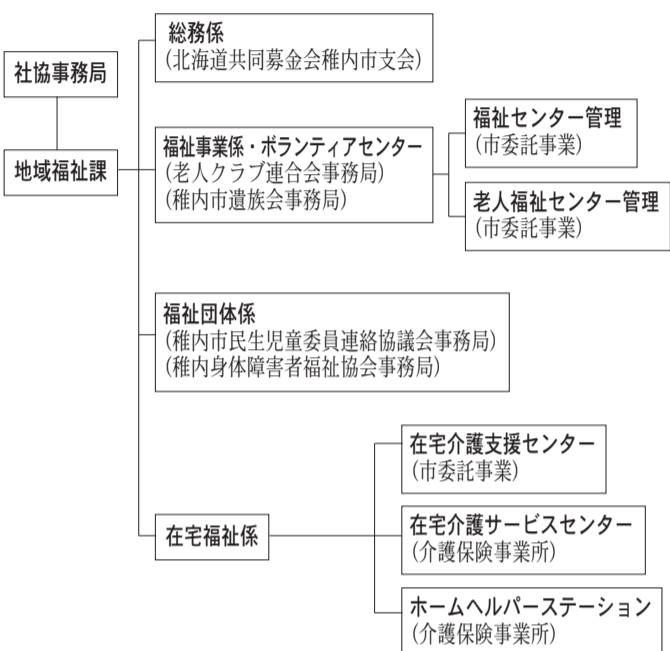 社協事務局
地域福祉課
総務係
(北海道共同募金会稚内市支会)
福祉事業係・ボランティアセンター
(老人クラブ連合会事務局)
(稚内市遺族会事務局)
福祉センター管理
(市委託事業)
老人福祉センター管理
(市委託事業)
福祉団体係
(稚内市民生児童委員連絡協議会事務局)
(稚内身体障害者福祉協会事務局)
在宅福祉係
在宅介護支援センター
(市委託事業)
在宅介護サービスセンター
(介護保険事業所)
ホームヘルパーステーション
(介護保険事業所)